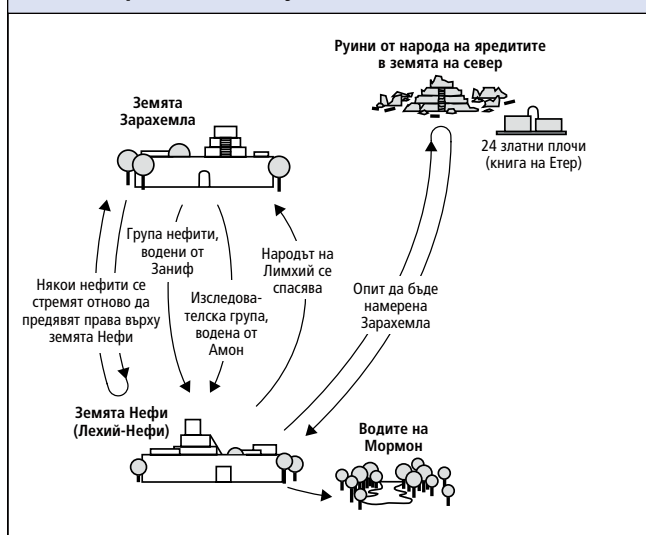 Руини от народа на яредитите
в земята на север
Земята
Зарахемла
24 златни плочи
(книга на Етер)
Група нефити,
водени от
Заниф
Народът на
Лимхий се
спасява
Някои нефити се
стремят отново да
предявят права върху
земята Нефи
Изследова-
телска група,
водена от
Амон
Опит да бъде
намерена
Зарахемла
Земята Нефи
(Лехий-Нефи)
Водите на
Мормон